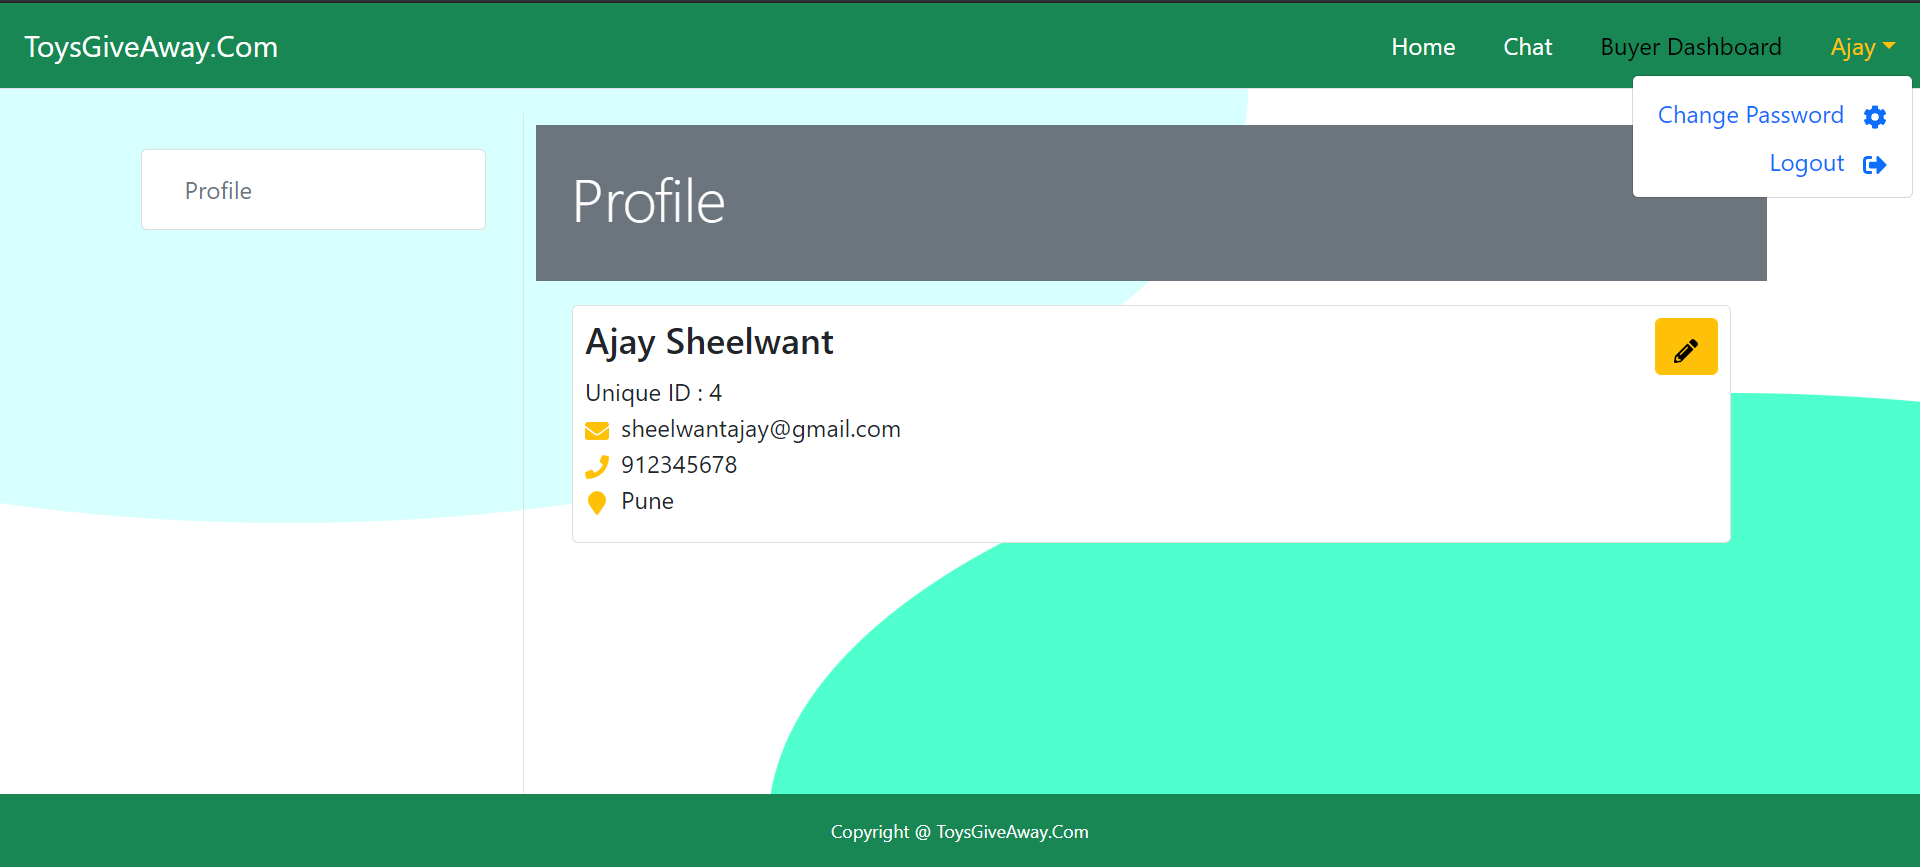 ToysGiveAway.Com
Home Chat Buyer Dashboard Ajay
Change Password
Logout
Profile
Profile
Ajay Sheelwant
Unique ID : 4
sheelwantajay@gmail.com
912345678
Pune
Copyright @ ToysGiveAway.Com